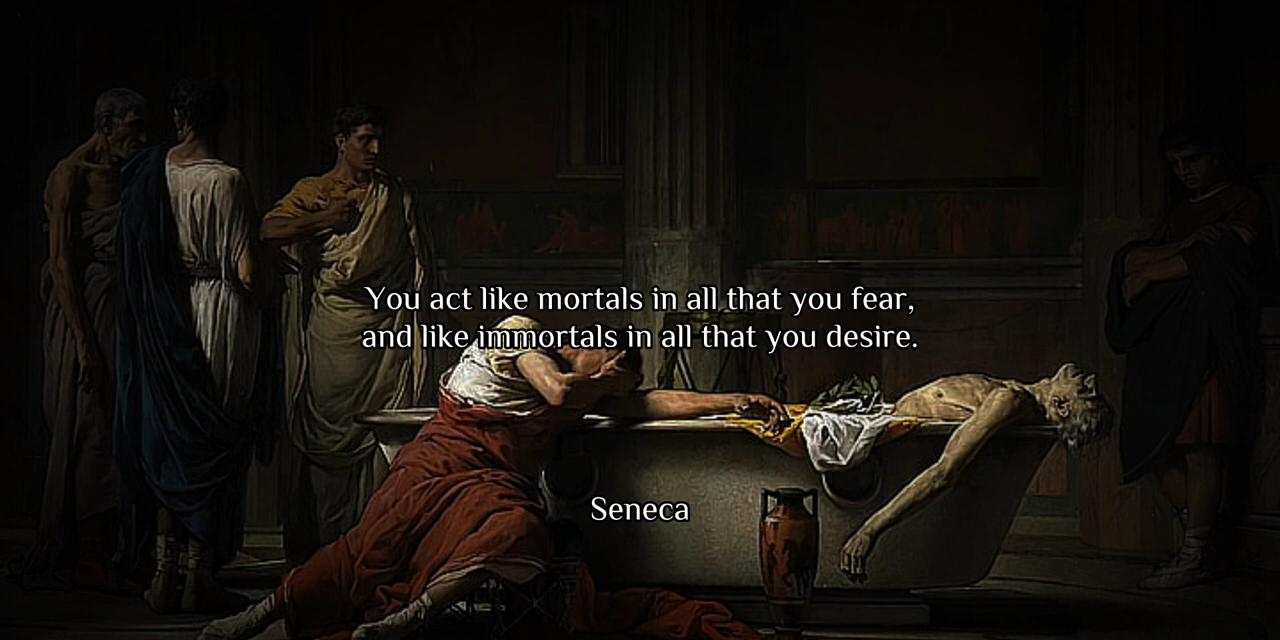 You act like mortals in all that you fear,
and like immortals in all that you desire.
Seneca